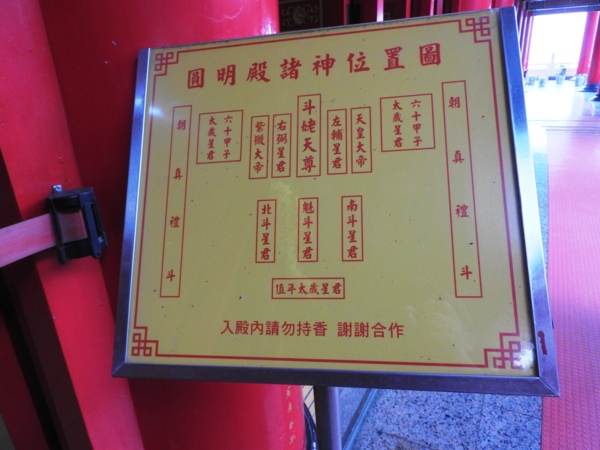 圓明殿諸神位置圖
朝真禮斗
六十甲子
太歲星君
天皇大帝
左輔星君
斗姥天尊
右弼星君
紫微大帝
六十甲子
太歲星君
朝真禮斗
南斗星君
魁斗星君
北斗星君
值年太歲星君
入殿內請勿持香 謝謝合作